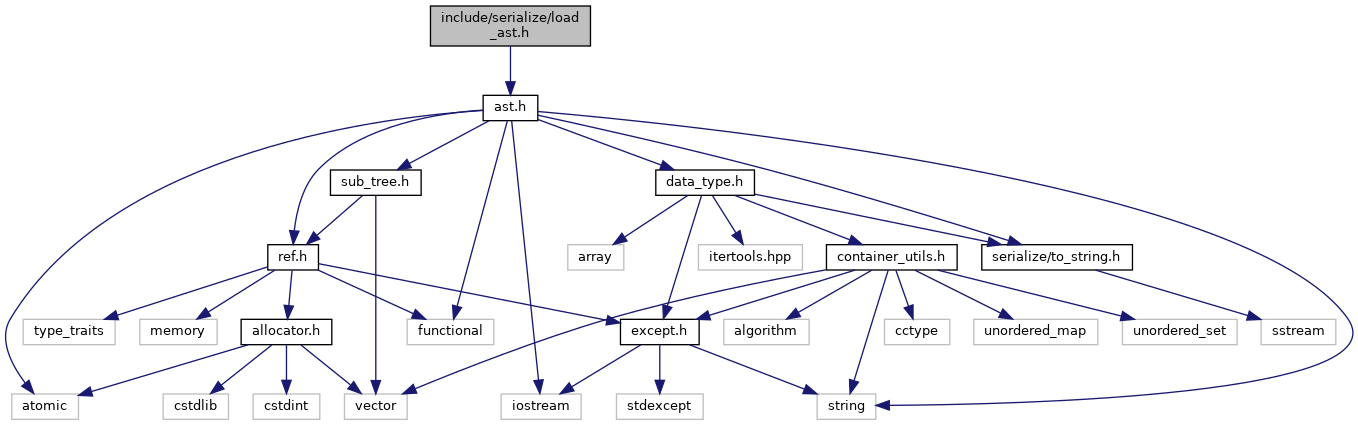 include/serialize/load
_ast.h
ast.h
sub_tree.h
data_type.h
ref.h
array
itertools.hpp
container_utils.h
serialize/to_string.h
type_traits
memory
allocator.h
functional
except.h
algorithm
cctype
unordered_map
unordered_set
sstream
atomic
cstdlib
cstdint
vector
iostream
stdexcept
string